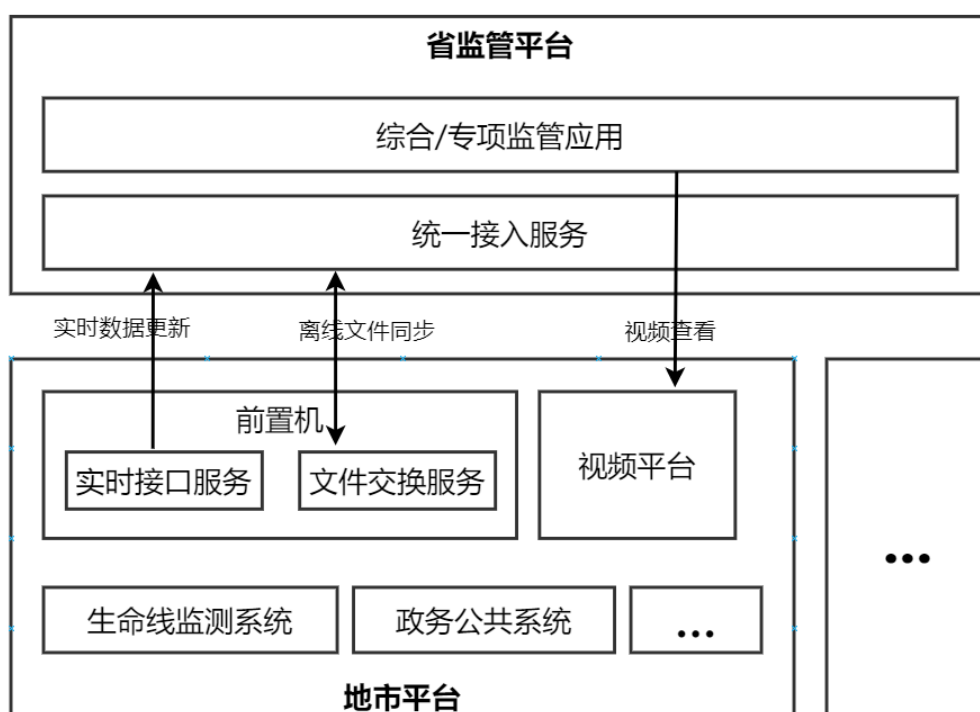 省监管平台
综合/专项监管应用
统一接入服务
实时数据更新
离线文件同步
视频查看
前置机
实时接口服务
文件交换服务
视频平台
...
生命线监测系统
政务公共系统
...
地市平台